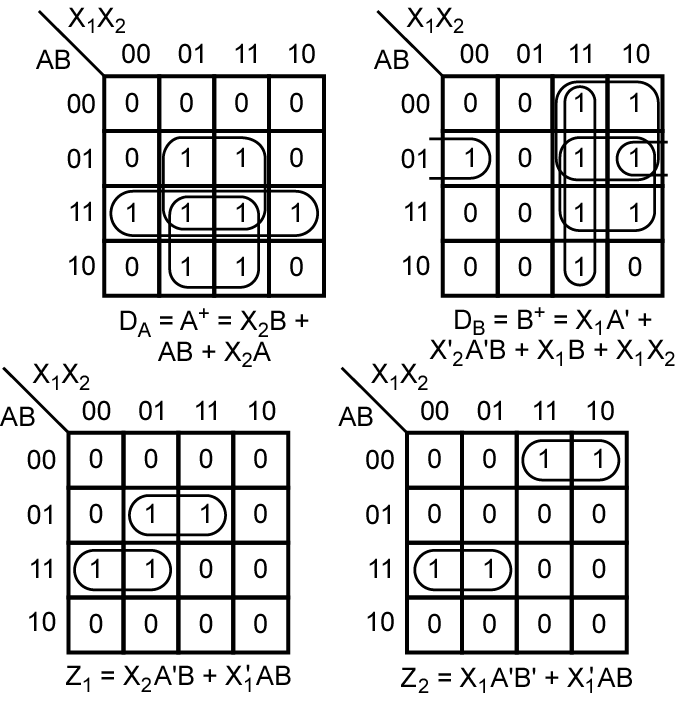 X₁X₂ X₁X₂
AB 00 01 11 10 AB 00 01 11 10
00 0 0 0 0 00 0 0 1 1
01 0 1 1 0 01 1 0 1 1
11 1 1 1 1 11 0 0 1 1
10 0 1 1 0 10 0 0 1 0
D_A = A⁺ = X₂B + D_B = B⁺ = X₁A' +
AB + X₂A X'₂A'B + X₁B + X₁X₂
X₁X₂ X₁X₂
AB 00 01 11 10 AB 00 01 11 10
00 0 0 0 0 00 0 0 1 1
01 0 1 1 0 01 0 0 0 0
11 1 1 0 0 11 1 1 0 0
10 0 0 0 0 10 0 0 0 0
Z₁ = X₂A'B + X₁'AB Z₂ = X₁A'B' + X₁'AB